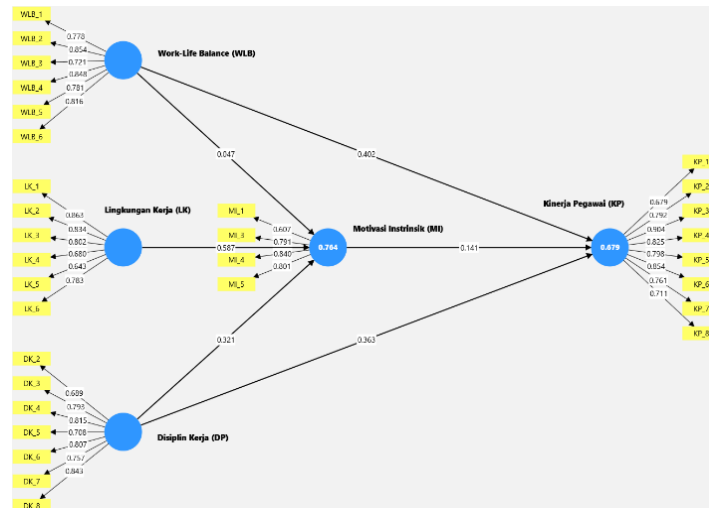 WLB_1
WLB_2
WLB_3
WLB_4
WLB_5
WLB_6
0.778
0.854
0.721
0.848
0.781
0.816
Work-Life Balance (WLB)
0.047
0.402
LK_1
LK_2
LK_3
LK_4
LK_5
LK_6
0.863
0.834
0.802
0.680
0.643
0.783
Lingkungan Kerja (LK)
0.587
MI_1
MI_3
MI_4
MI_5
0.607
0.791
0.840
0.801
Motivasi Instrinsik (MI)
0.764
0.141
Kinerja Pegawai (KP)
0.679
KP_1
KP_2
KP_3
KP_4
KP_5
KP_6
KP_7
KP_8
0.679
0.792
0.904
0.825
0.798
0.854
0.761
0.711
0.321
0.363
DK_2
DK_3
DK_4
DK_5
DK_6
DK_7
DK_8
0.689
0.793
0.815
0.708
0.807
0.757
0.843
Disiplin Kerja (DP)